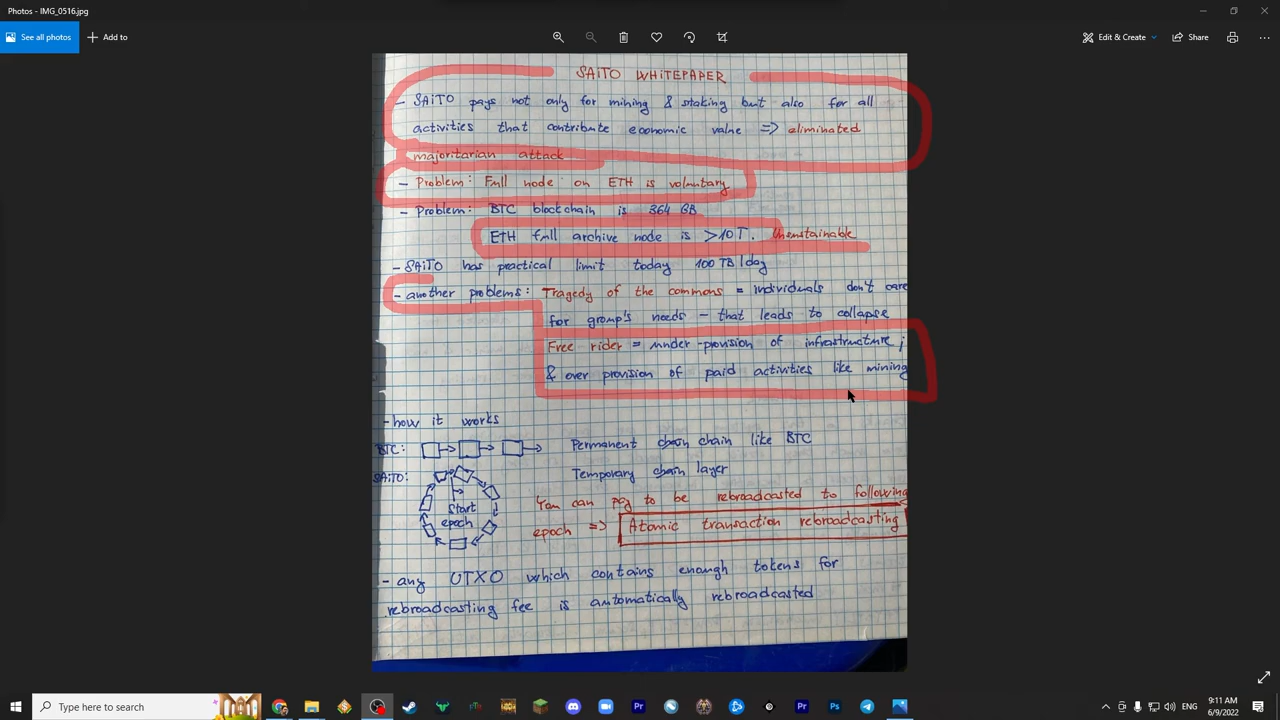 Photos - IMG_0516.jpg
See all photos
Add to
Edit & Create
Share
SAiTO WHiTEPAPER
- SAiTO pays not only for mining & staking but also for all
activities that contribute economic value => eliminated
majoritarian attack
- Problem: Full node on ETH is voluntary
- Problem: BTC blockchain is 364 GB
ETH full archive node is >10T. Unsustainable
- SAiTO has practical limit today 100 TB/day
- another problems: Tragedy of the commons = individuals don't care
for group's needs - that leads to collapse
Free rider = under-provision of infrastructure;
& over provision of paid activities like mining
- how it works
BTC: Permanent chain like BTC
SAiTO: Temporary chain layer
Start
epoch
You can pay to be rebroadcasted to following
epoch => Atomic transaction rebroadcasting
- any UTXO which contains enough tokens for
rebroadcasting fee is automatically rebroadcasted
Type here to search
ENG
9:11 AM
6/9/2022